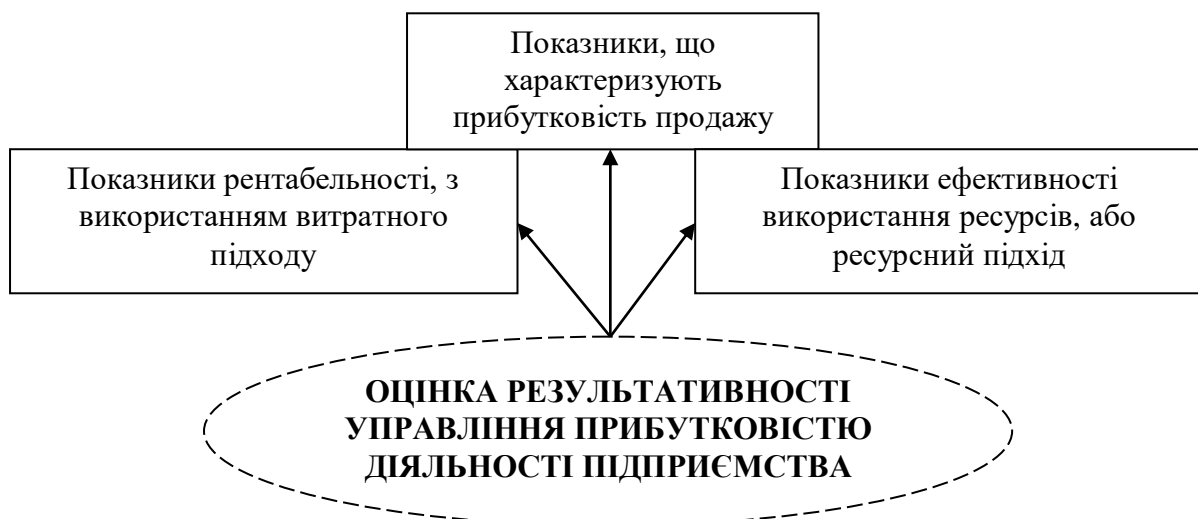 Показники, що
характеризують
прибутковість продажу
Показники рентабельності, з
використанням витратного
підходу
Показники ефективності
використання ресурсів, або
ресурсний підхід
ОЦІНКА РЕЗУЛЬТАТИВНОСТІ
УПРАВЛІННЯ ПРИБУТКОВІСТЮ
ДІЯЛЬНОСТІ ПІДПРИЄМСТВА